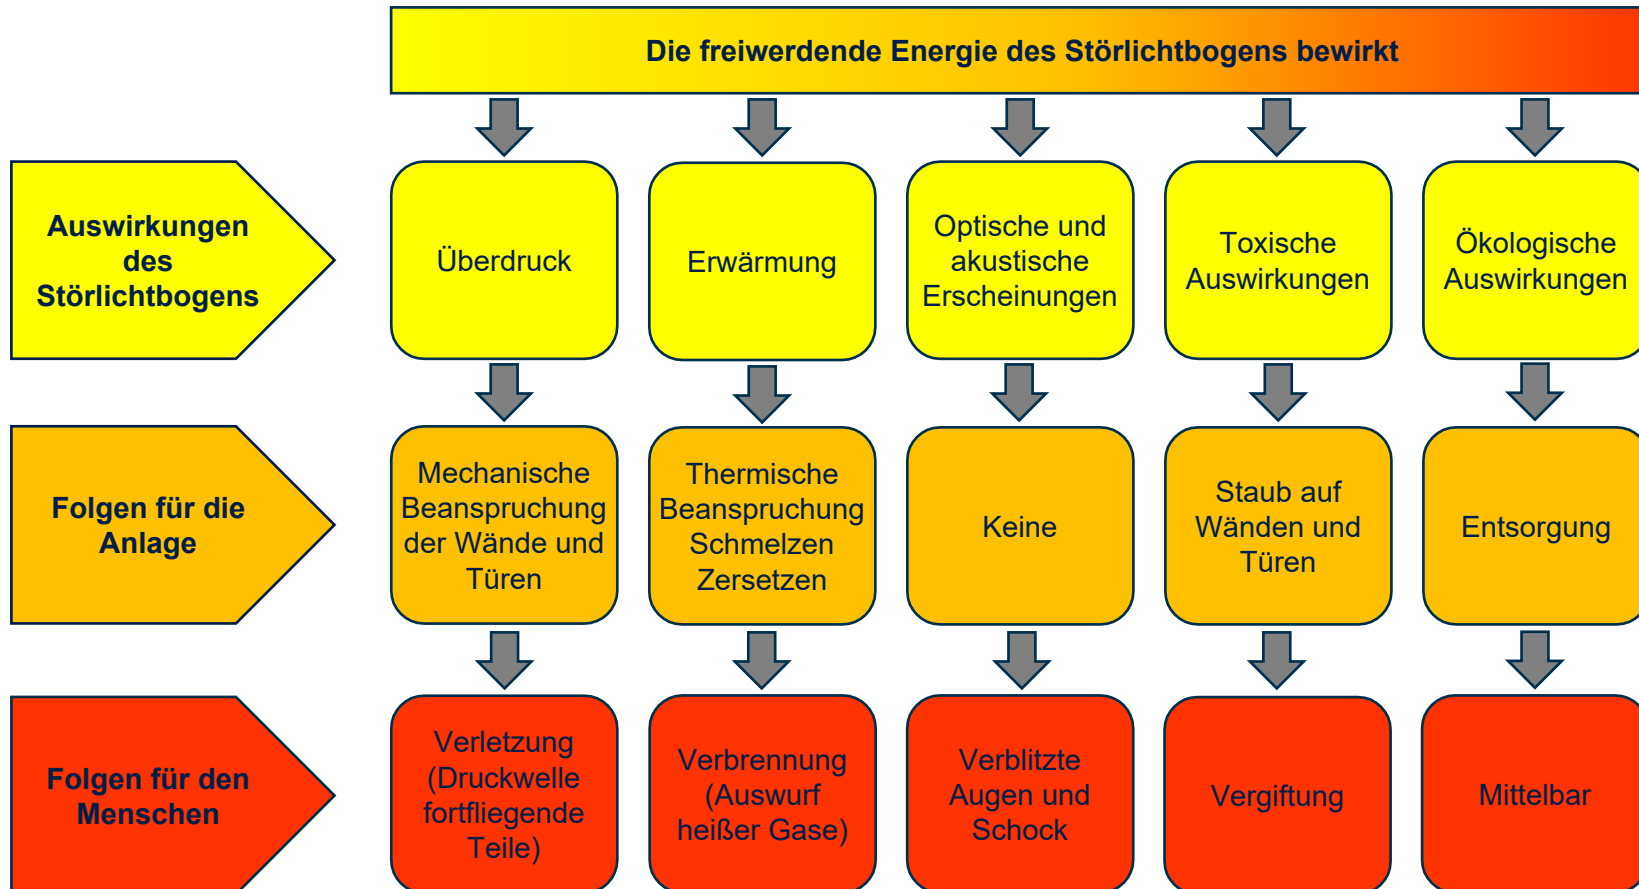 Die freiwerdende Energie des Störlichtbogens bewirkt
Auswirkungen
des
Störlichtbogens
Überdruck
Erwärmung
Optische und
akustische
Erscheinungen
Toxische
Auswirkungen
Ökologische
Auswirkungen
Folgen für die
Anlage
Mechanische
Beanspruchung
der Wände und
Türen
Thermische
Beanspruchung
Schmelzen
Zersetzen
Keine
Staub auf
Wänden und
Türen
Entsorgung
Folgen für den
Menschen
Verletzung
(Druckwelle
fortfliegende
Teile)
Verbrennung
(Auswurf
heißer Gase)
Verblitzte
Augen und
Schock
Vergiftung
Mittelbar